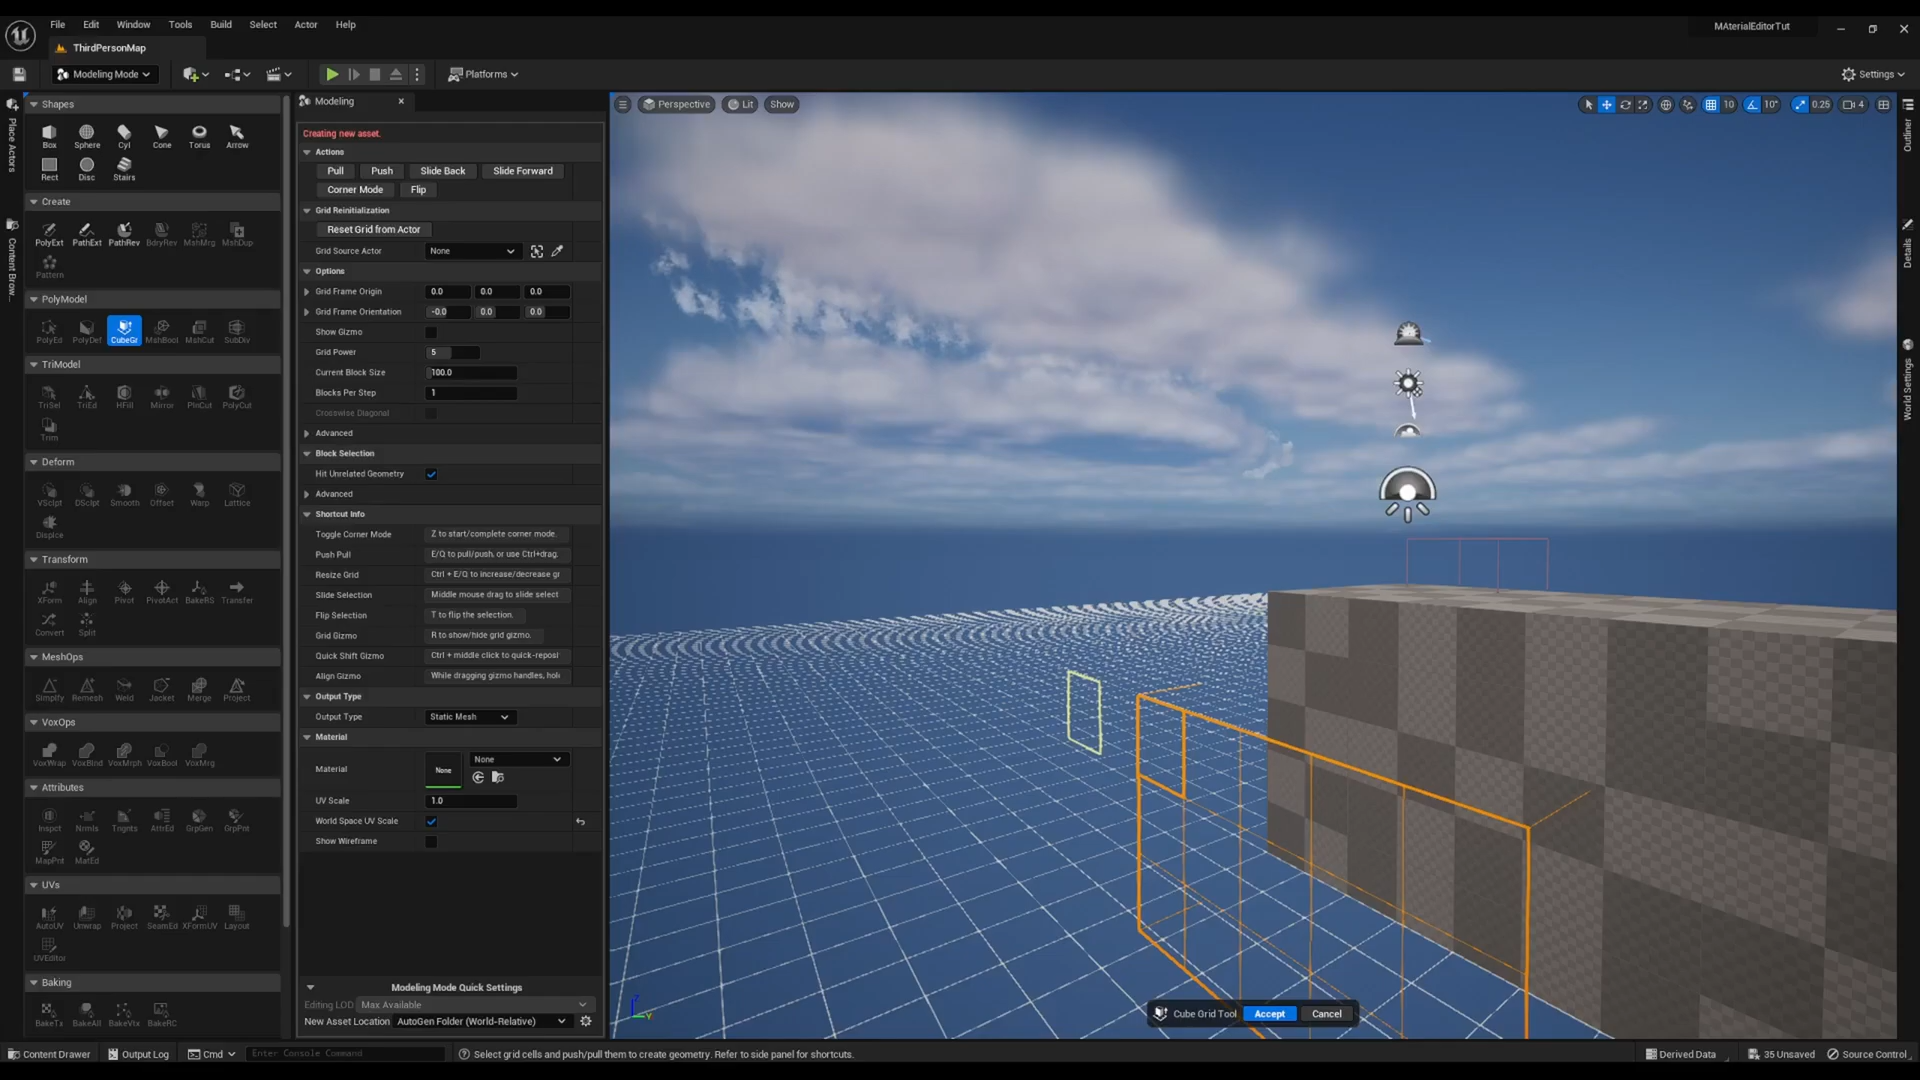 File Edit Window Tools Build Select Actor Help
MAterialEditorTut
ThirdPersonMap
Modeling Mode
Platforms
Settings
Place Actors
Content Brow...
Shapes
Box Sphere Cyl Cone Torus Arrow
Rect Disc Stairs
Create
PolyExt PathExt PathRev BdryRev MshMrg MshDup
Pattern
PolyModel
PolyEd PolyDef CubeGr MshBool MshCut SubDiv
TriModel
TriSel TriEd HFill Mirror PlnCut PolyCut
Trim
Deform
VSclpt DSclpt Smooth Offset Warp Lattice
Displce
Transform
XForm Align Pivot PivotAct BakeRS Transfer
Convert Split
MeshOps
Simplfy Remesh Weld Jacket Merge Project
VoxOps
VoxWrap VoxBlnd VoxMrph VoxBool VoxMrg
Attributes
Inspct Nrmls Tngnts AttrEd GrpGen GrpPnt
MapPnt MatEd
UVs
AutoUV Unwrap Project SeamEd XFormUV Layout
UVEditor
Baking
BakeTx BakeAll BakeVtx BakeRC
Modeling
Creating new asset.
Actions
Pull Push Slide Back Slide Forward
Corner Mode Flip
Grid Reinitialization
Reset Grid from Actor
Grid Source Actor None
Options
Grid Frame Origin 0.0 0.0 0.0
Grid Frame Orientation -0.0 0.0 0.0
Show Gizmo
Grid Power 5
Current Block Size 100.0
Blocks Per Step 1
Crosswise Diagonal
Advanced
Block Selection
Hit Unrelated Geometry
Advanced
Shortcut Info
Toggle Corner Mode Z to start/complete corner mode.
Push Pull E/Q to pull/push, or use Ctrl+drag.
Resize Grid Ctrl + E/Q to increase/decrease gr
Slide Selection Middle mouse drag to slide select
Flip Selection T to flip the selection.
Grid Gizmo R to show/hide grid gizmo.
Quick Shift Gizmo Ctrl + middle click to quick-reposi
Align Gizmo While dragging gizmo handles, hol
Output Type
Output Type Static Mesh
Material
None
Material None
UV Scale 1.0
World Space UV Scale
Show Wireframe
Modeling Mode Quick Settings
Editing LOD Max Available
New Asset Location AutoGen Folder (World-Relative)
Perspective Lit Show
10 10° 0.25 4
Z
Y
Cube Grid Tool Accept Cancel
Outliner
Details
World Settings
Content Drawer Output Log Cmd Enter Console Command Select grid cells and push/pull them to create geometry. Refer to side panel for shortcuts. Derived Data 35 Unsaved Source Control